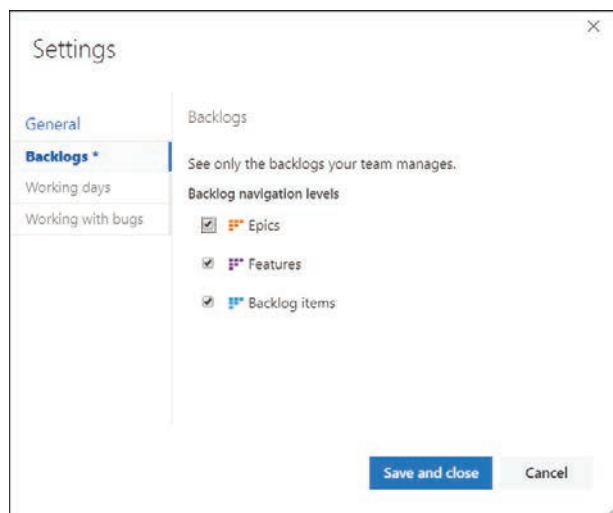 Settings
General
Backlogs *
Working days
Working with bugs
Backlogs
See only the backlogs your team manages.
Backlog navigation levels
Epics
Features
Backlog items
Save and close
Cancel